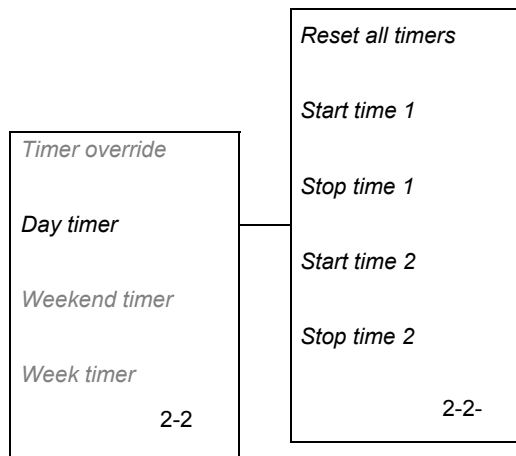 Reset all timers
Start time 1
Stop time 1
Start time 2
Stop time 2
2-2-
Timer override
Day timer
Weekend timer
Week timer
2-2